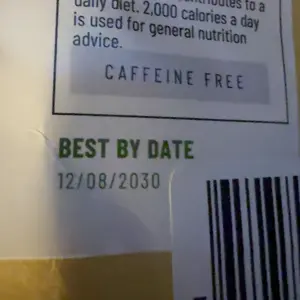 daily diet. 2,000 calories a day
is used for general nutrition
advice.
CAFFEINE FREE
BEST BY DATE
12/08/2030